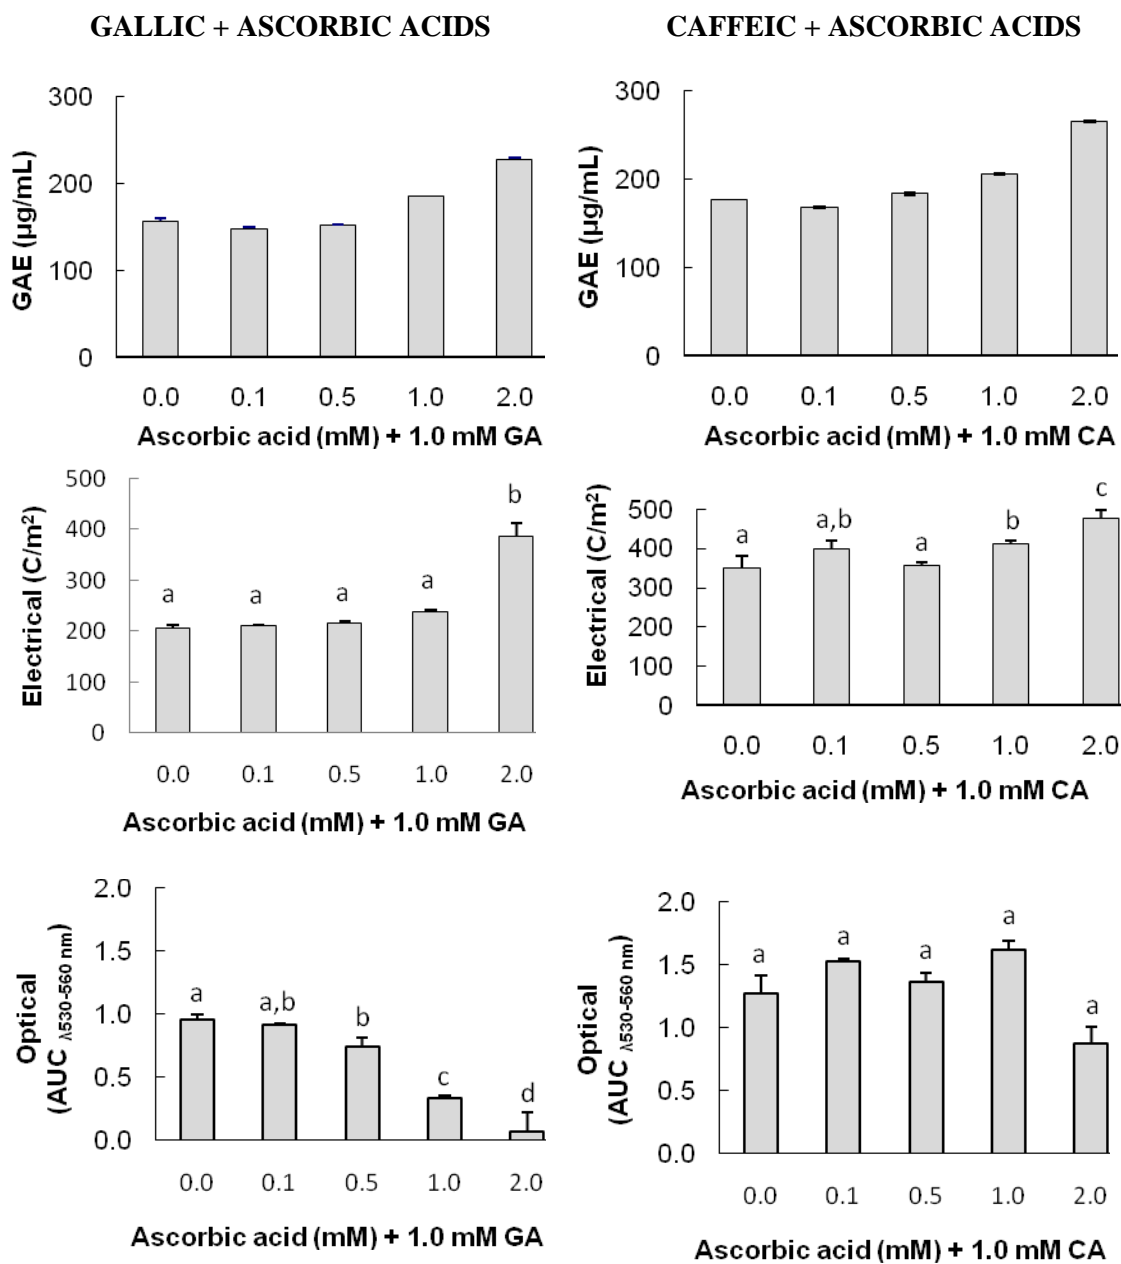 GALLIC + ASCORBIC ACIDS
300
200
100
0
GAE (µg/mL)
0.0 0.1 0.5 1.0 2.0
Ascorbic acid (mM) + 1.0 mM GA
500
400
300
200
100
0
Electrical (C/m²)
a a a a b
0.0 0.1 0.5 1.0 2.0
Ascorbic acid (mM) + 1.0 mM GA
2.0
1.5
1.0
0.5
0.0
Optical
(AUC λ530-560 nm)
a a,b b c d
0.0 0.1 0.5 1.0 2.0
Ascorbic acid (mM) + 1.0 mM GA
CAFFEIC + ASCORBIC ACIDS
300
200
100
0
GAE (µg/mL)
0.0 0.1 0.5 1.0 2.0
Ascorbic acid (mM) + 1.0 mM CA
500
400
300
200
100
0
Electrical (C/m²)
a a,b a b c
0.0 0.1 0.5 1.0 2.0
Ascorbic acid (mM) + 1.0 mM CA
2.0
1.5
1.0
0.5
0.0
Optical
(AUC λ530-560 nm)
a a a a a
0.0 0.1 0.5 1.0 2.0
Ascorbic acid (mM) + 1.0 mM CA